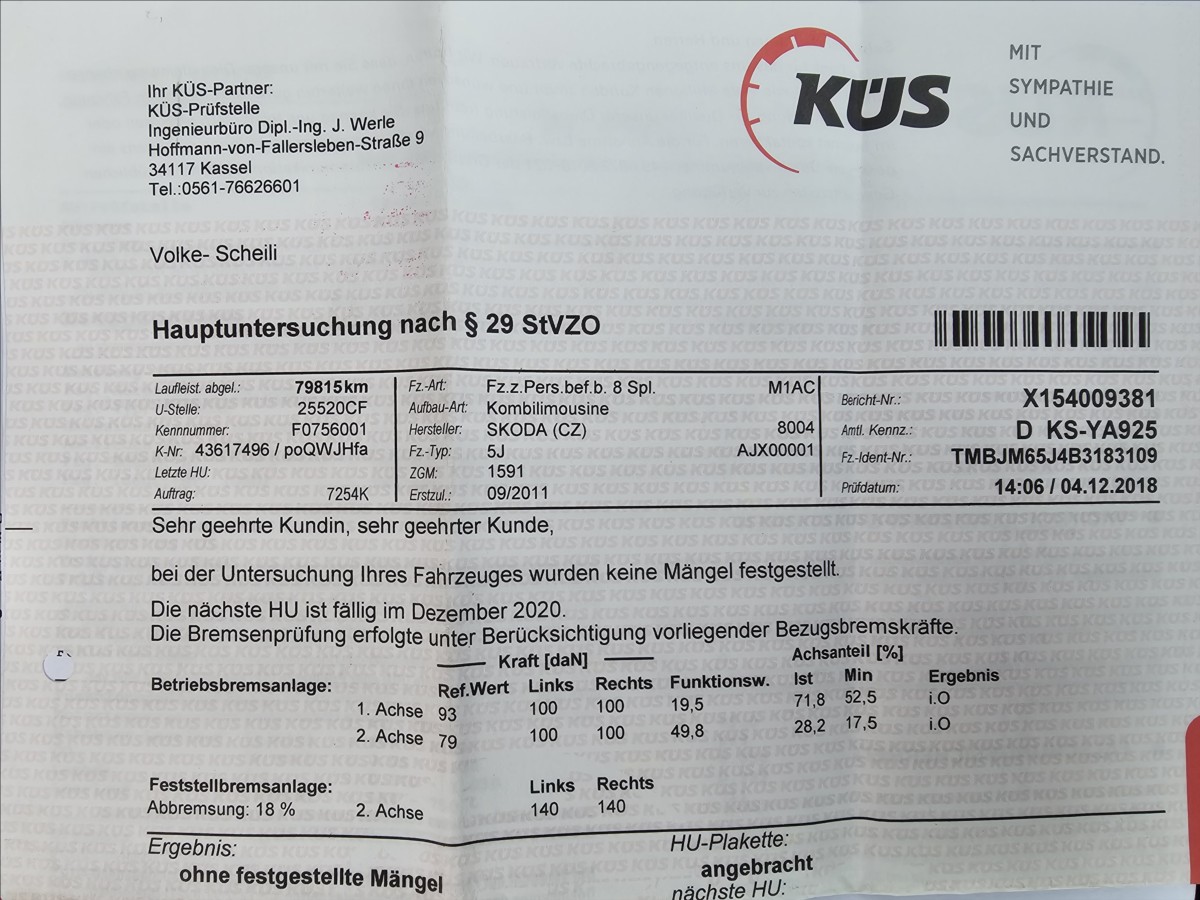 Ihr KÜS-Partner:
KÜS-Prüfstelle
Ingenieurbüro Dipl.-Ing. J. Werle
Hoffmann-von-Fallersleben-Straße 9
34117 Kassel
Tel.:0561-76626601
KÜS
MIT
SYMPATHIE
UND
SACHVERSTAND.
Volke- Scheili
Hauptuntersuchung nach § 29 StVZO
Laufleist. abgel.: 79815km
U-Stelle: 25520CF
Kennnummer: F0756001
K-Nr: 43617496 / poQWJHfa
Letzte HU:
Auftrag: 7254K
Fz.-Art: Fz.z.Pers.bef.b. 8 Spl. M1AC
Aufbau-Art: Kombilimousine
Hersteller: SKODA (CZ) 8004
Fz.-Typ: 5J AJX00001
ZGM: 1591
Erstzul.: 09/2011
Bericht-Nr.: X154009381
Amtl. Kennz.: D KS-YA925
Fz-Ident-Nr.: TMBJM65J4B3183109
Prüfdatum: 14:06 / 04.12.2018
Sehr geehrte Kundin, sehr geehrter Kunde,
bei der Untersuchung Ihres Fahrzeuges wurden keine Mängel festgestellt.
Die nächste HU ist fällig im Dezember 2020.
Die Bremsenprüfung erfolgte unter Berücksichtigung vorliegender Bezugsbremskräfte.
Kraft [daN] Achsanteil [%]
Betriebsbremsanlage: Ref.Wert Links Rechts Funktionsw. Ist Min Ergebnis
1. Achse 93 100 100 19,5 71,8 52,5 i.O
2. Achse 79 100 100 49,8 28,2 17,5 i.O
Feststellbremsanlage: Links Rechts
Abbremsung: 18 % 2. Achse 140 140
Ergebnis:
ohne festgestellte Mängel
HU-Plakette:
angebracht
nächste HU: